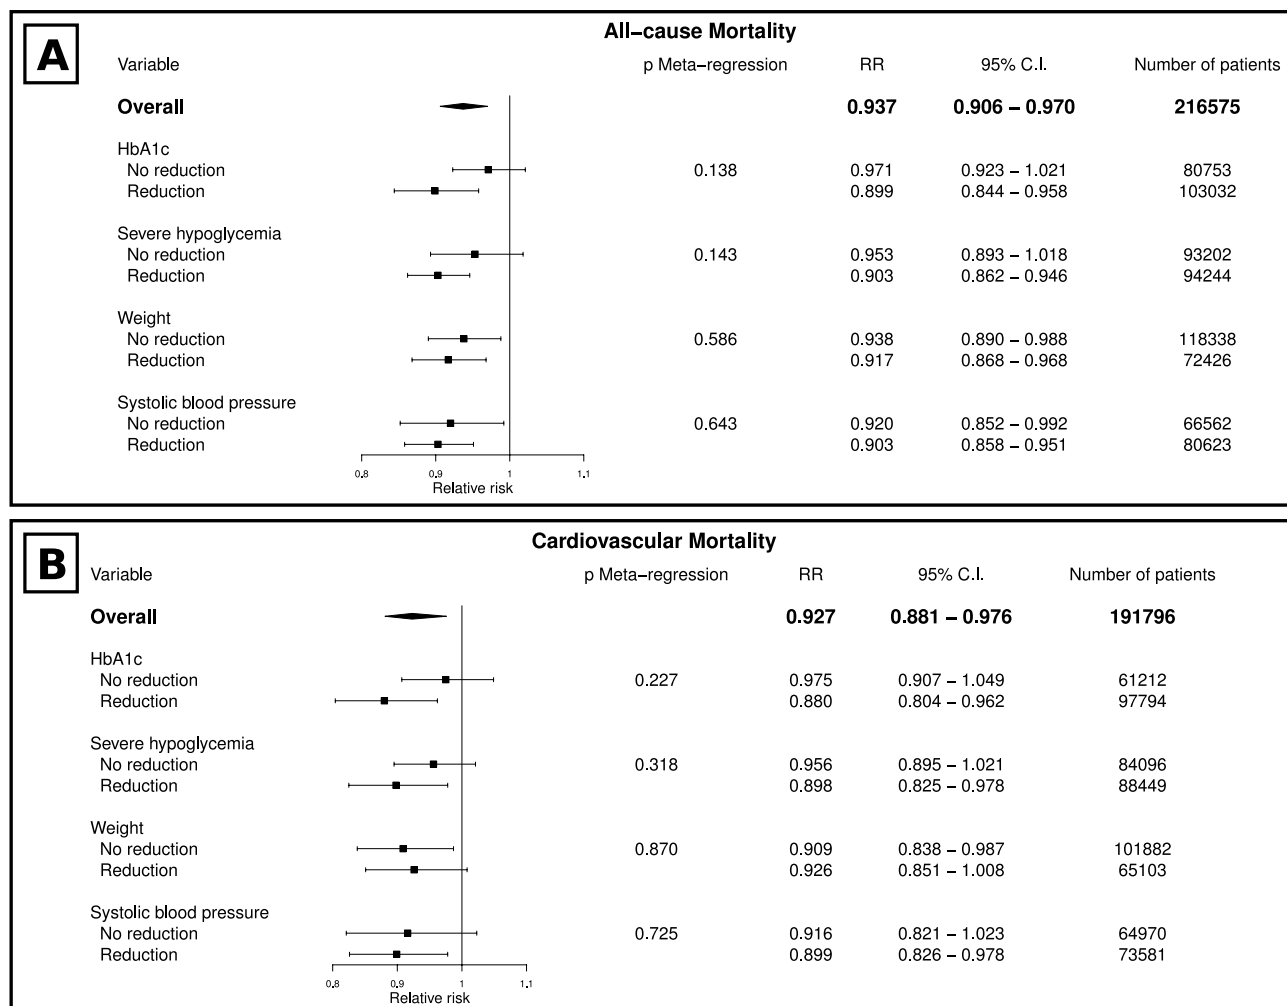 A
All−cause Mortality
Variable p Meta−regression RR 95% C.I. Number of patients
Overall 0.937 0.906 − 0.970 216575
HbA1c
No reduction 0.138 0.971 0.923 − 1.021 80753
Reduction 0.899 0.844 − 0.958 103032
Severe hypoglycemia
No reduction 0.143 0.953 0.893 − 1.018 93202
Reduction 0.903 0.862 − 0.946 94244
Weight
No reduction 0.586 0.938 0.890 − 0.988 118338
Reduction 0.917 0.868 − 0.968 72426
Systolic blood pressure
No reduction 0.643 0.920 0.852 − 0.992 66562
Reduction 0.903 0.858 − 0.951 80623
0.8 0.9 1 1.1
Relative risk
B
Cardiovascular Mortality
Variable p Meta−regression RR 95% C.I. Number of patients
Overall 0.927 0.881 − 0.976 191796
HbA1c
No reduction 0.227 0.975 0.907 − 1.049 61212
Reduction 0.880 0.804 − 0.962 97794
Severe hypoglycemia
No reduction 0.318 0.956 0.895 − 1.021 84096
Reduction 0.898 0.825 − 0.978 88449
Weight
No reduction 0.870 0.909 0.838 − 0.987 101882
Reduction 0.926 0.851 − 1.008 65103
Systolic blood pressure
No reduction 0.725 0.916 0.821 − 1.023 64970
Reduction 0.899 0.826 − 0.978 73581
0.8 0.9 1 1.1
Relative risk